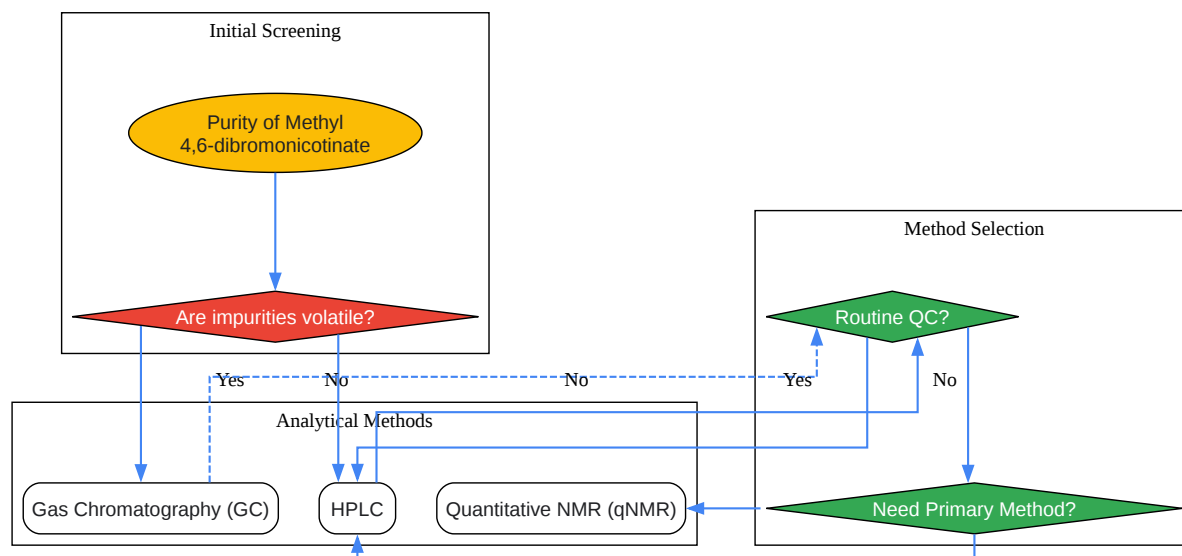 Initial Screening
Purity of Methyl
4,6-dibromonicotinate
Method Selection
Are impurities volatile?
Routine QC?
Yes
No
No
Yes
No
Analytical Methods
Gas Chromatography (GC)
HPLC
Quantitative NMR (qNMR)
Need Primary Method?